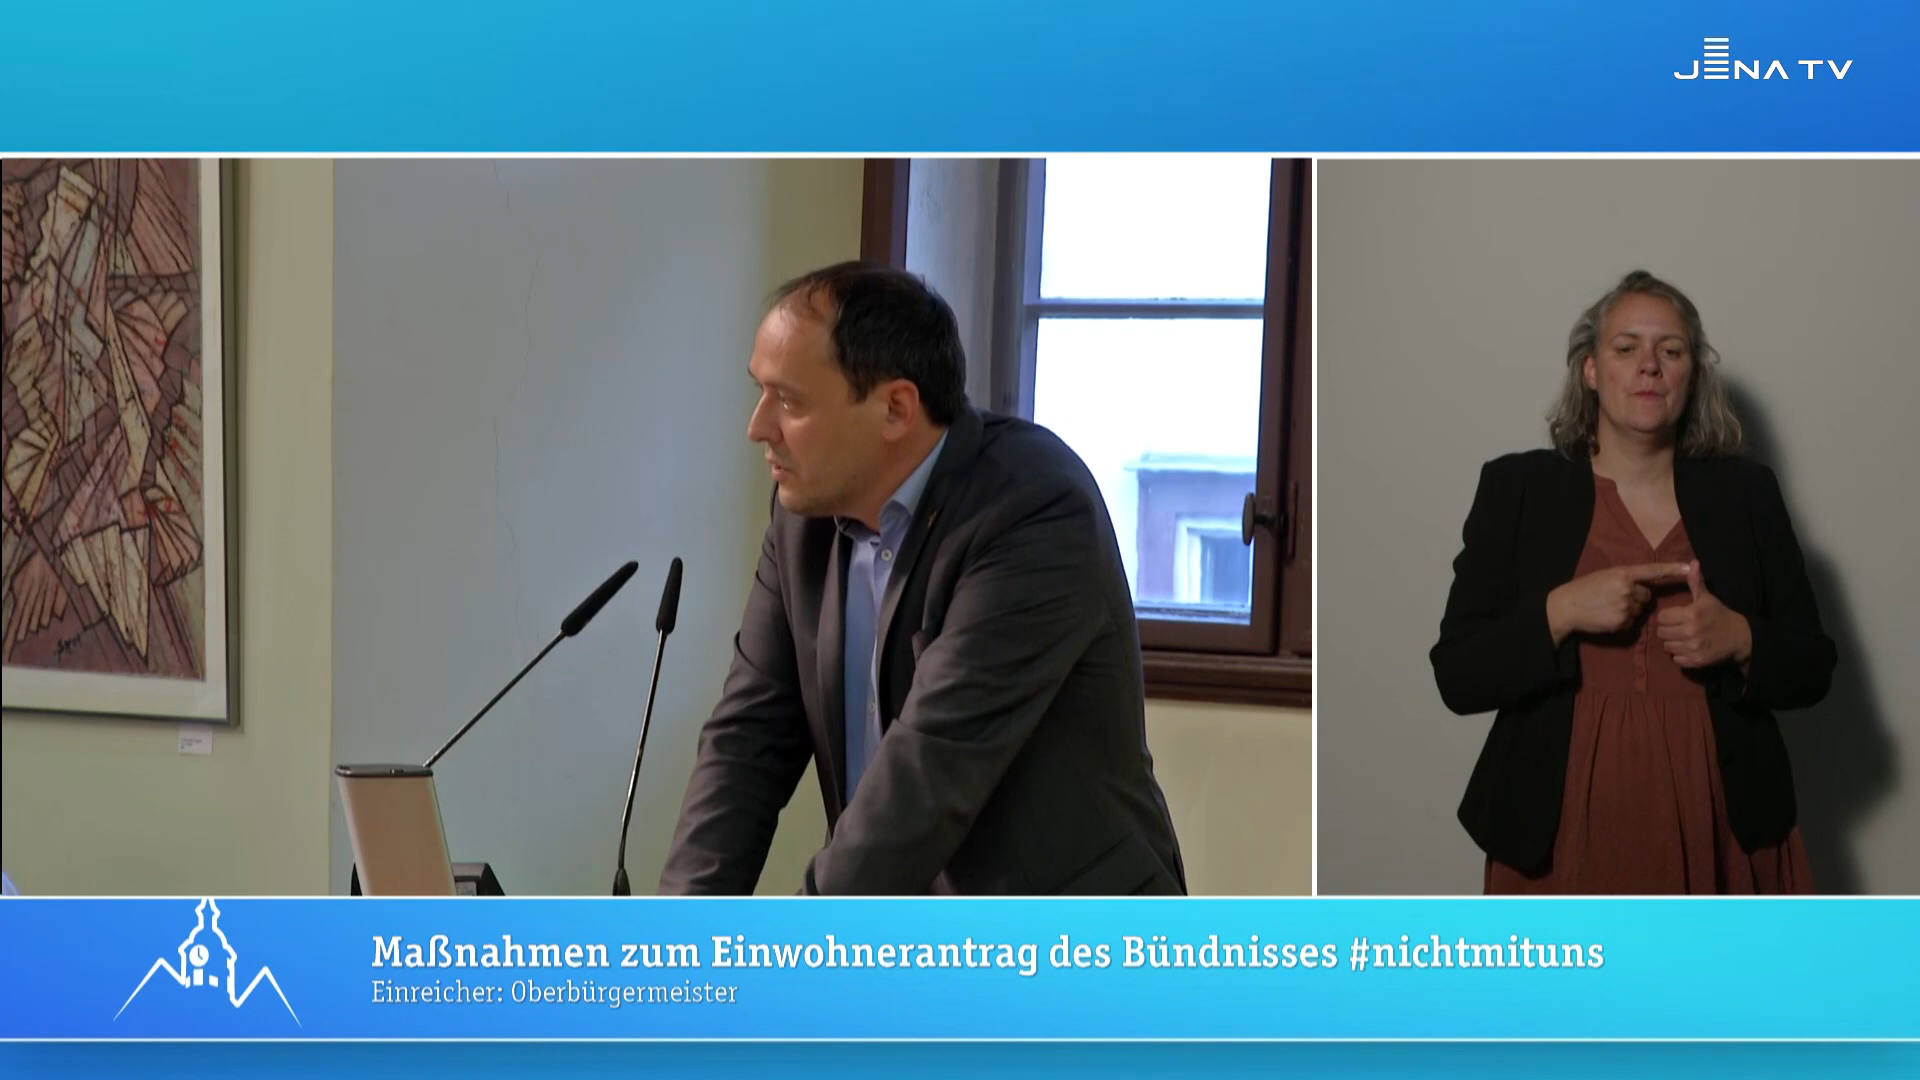 JENA TV
Maßnahmen zum Einwohnerantrag des Bündnisses #nichtmituns
Einreicher: Oberbürgermeister